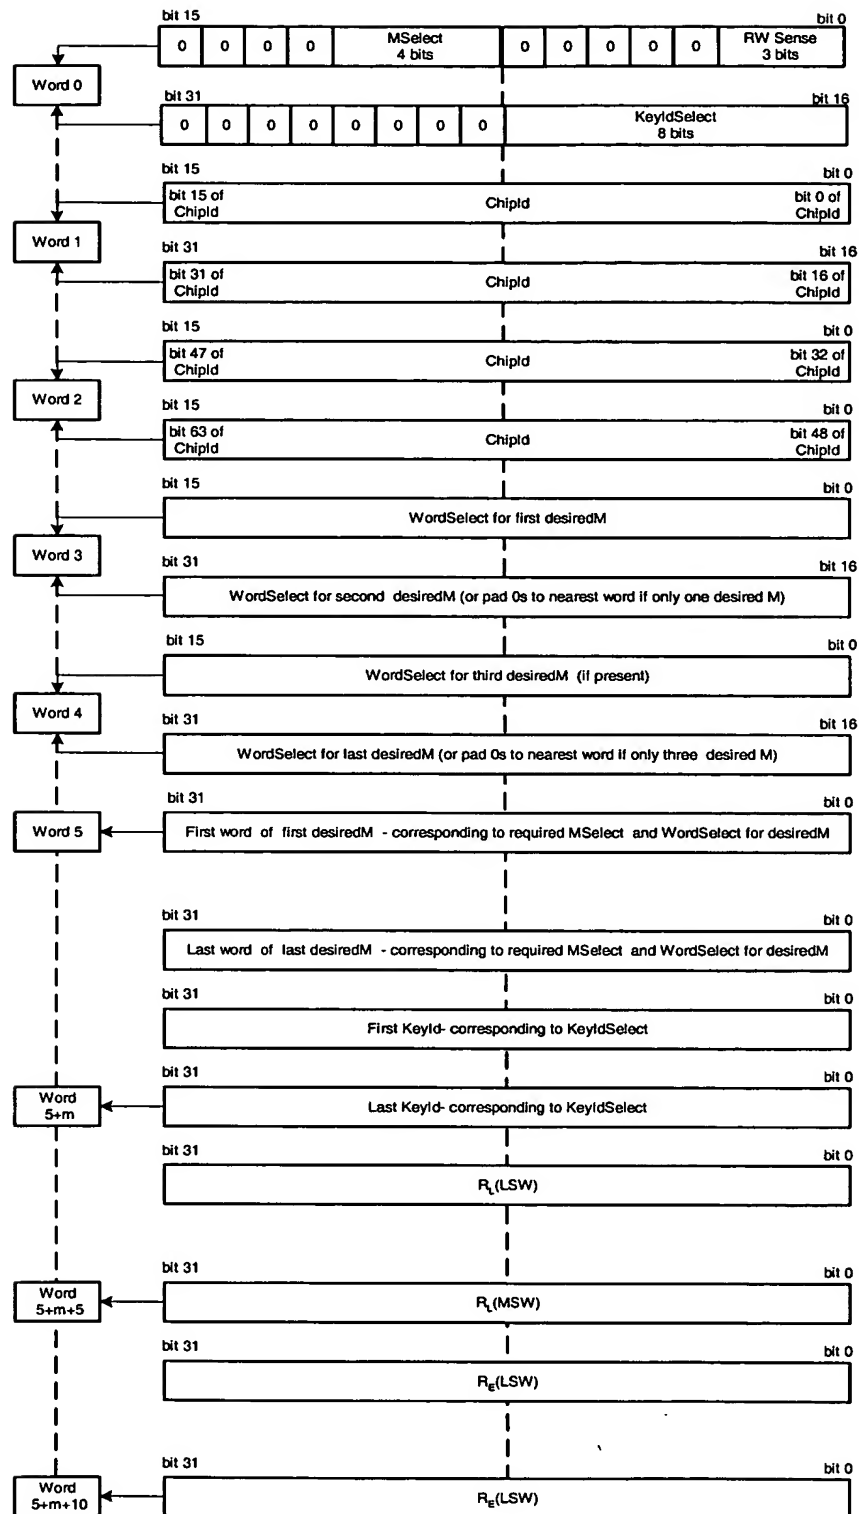 bit 15 bit 0
0 0 0 0 MSelect 4 bits 0 0 0 0 0 RW Sense 3 bits
Word 0
bit 31 bit 16
0 0 0 0 0 0 0 0 KeyIdSelect 8 bits
bit 15 bit 0
bit 15 of ChipId ChipId bit 0 of ChipId
Word 1
bit 31 bit 16
bit 31 of ChipId ChipId bit 16 of ChipId
bit 15 bit 0
bit 47 of ChipId ChipId bit 32 of ChipId
Word 2
bit 15 bit 0
bit 63 of ChipId ChipId bit 48 of ChipId
bit 15 bit 0
WordSelect for first desiredM
Word 3
bit 31 bit 16
WordSelect for second desiredM (or pad 0s to nearest word if only one desired M)
bit 15 bit 0
WordSelect for third desiredM (if present)
Word 4
bit 31 bit 16
WordSelect for last desiredM (or pad 0s to nearest word if only three desired M)
bit 31 bit 0
Word 5 First word of first desiredM - corresponding to required MSelect and WordSelect for desiredM
bit 31 bit 0
Last word of last desiredM - corresponding to required MSelect and WordSelect for desiredM
bit 31 bit 0
First KeyId- corresponding to KeyIdSelect
bit 31 bit 0
Word 5+m Last KeyId- corresponding to KeyIdSelect
bit 31 bit 0
R_L(LSW)
bit 31 bit 0
Word 5+m+5 R_L(MSW)
bit 31 bit 0
R_E(LSW)
bit 31 bit 0
Word 5+m+10 R_E(LSW)